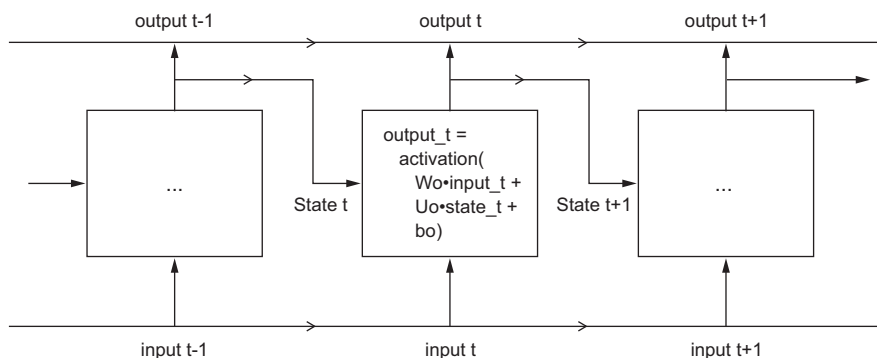 output t-1
output t
output t+1
...
output_t =
activation(
Wo•input_t +
Uo•state_t +
bo)
...
State t
State t+1
input t-1
input t
input t+1